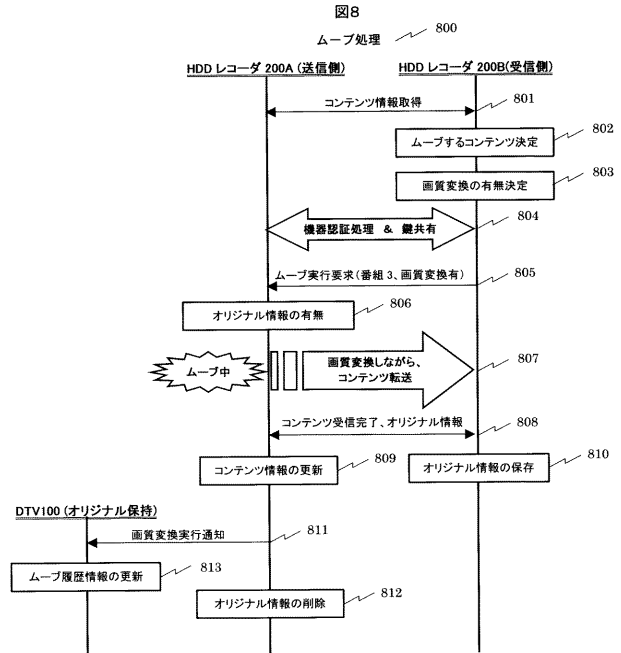 図8
ムーブ処理 800
HDD レコーダ 200A (送信側)
HDD レコーダ 200B(受信側)
コンテンツ情報取得 801
ムーブするコンテンツ決定 802
画質変換の有無決定 803
機器認証処理 & 鍵共有 804
ムーブ実行要求(番組 3、画質変換有) 805
オリジナル情報の有無 806
ムーブ中
画質変換しながら、
コンテンツ転送
807
コンテンツ受信完了、オリジナル情報 808
コンテンツ情報の更新 809
オリジナル情報の保存 810
DTV100 (オリジナル保持)
画質変換実行通知 811
ムーブ履歴情報の更新 813
オリジナル情報の削除 812